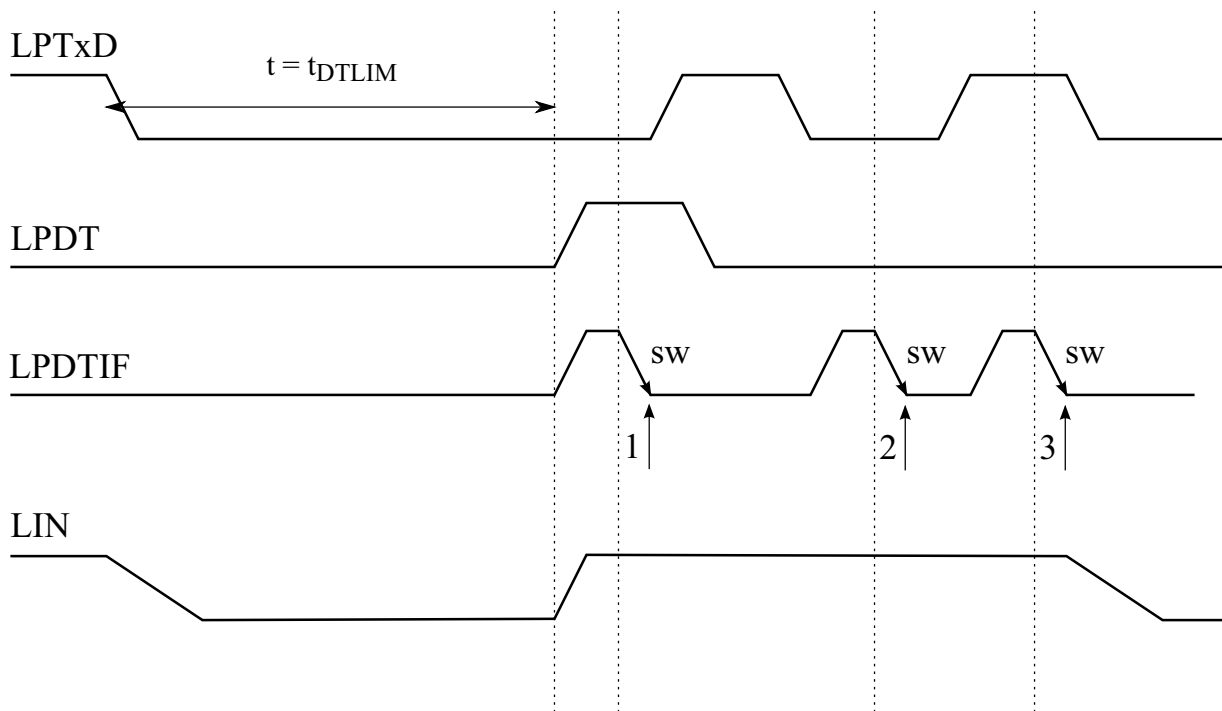 LPTxD
t = tDTLIM
LPDT
LPDTIF
sw
sw
sw
1
2
3
LIN